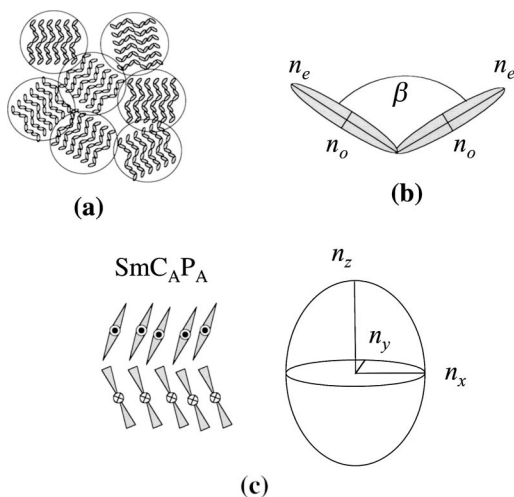 (a)
n_e
β
n_e
n_o
n_o
(b)
SmC_AP_A
n_z
n_y
n_x
(c)